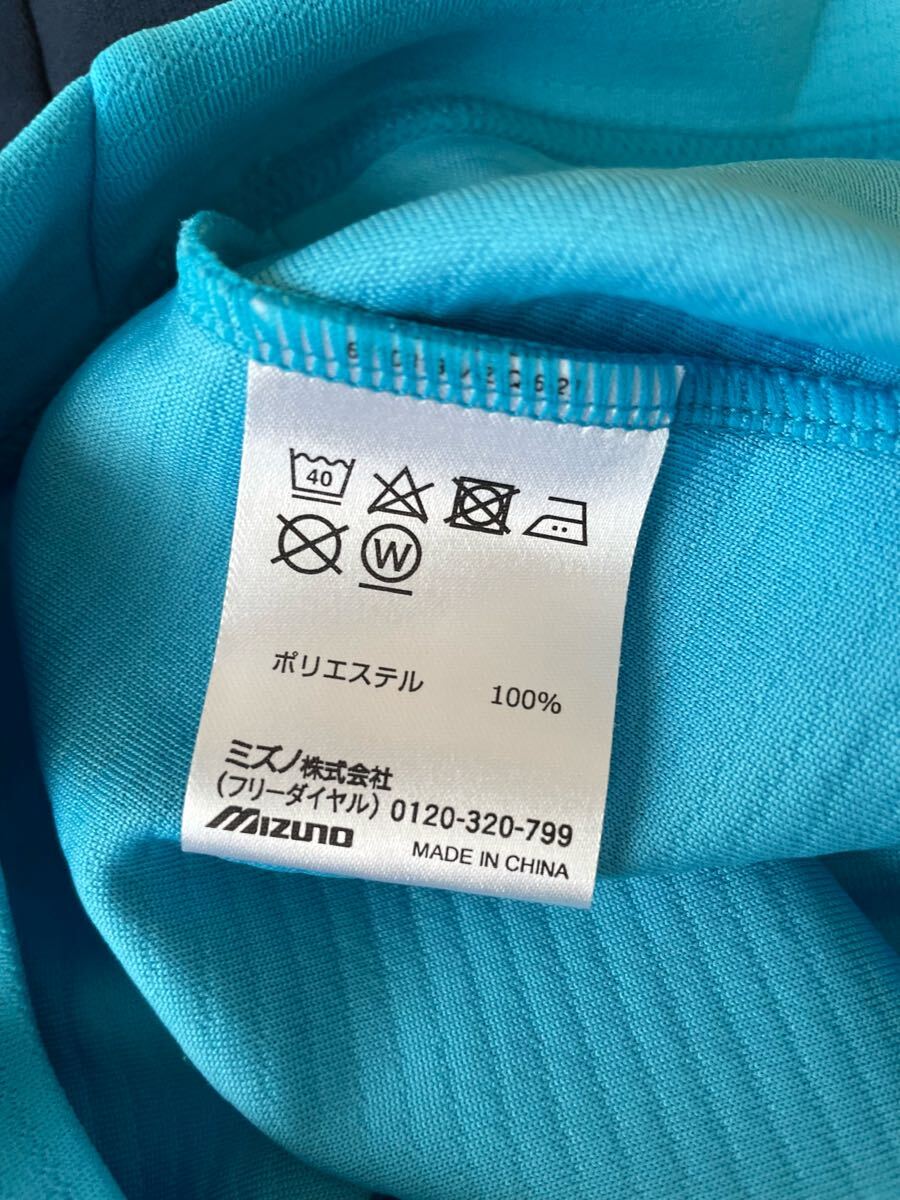 40
W
ポリエステル 100%
ミズノ株式会社
(フリーダイヤル) 0120-320-799
MIZUNO
MADE IN CHINA